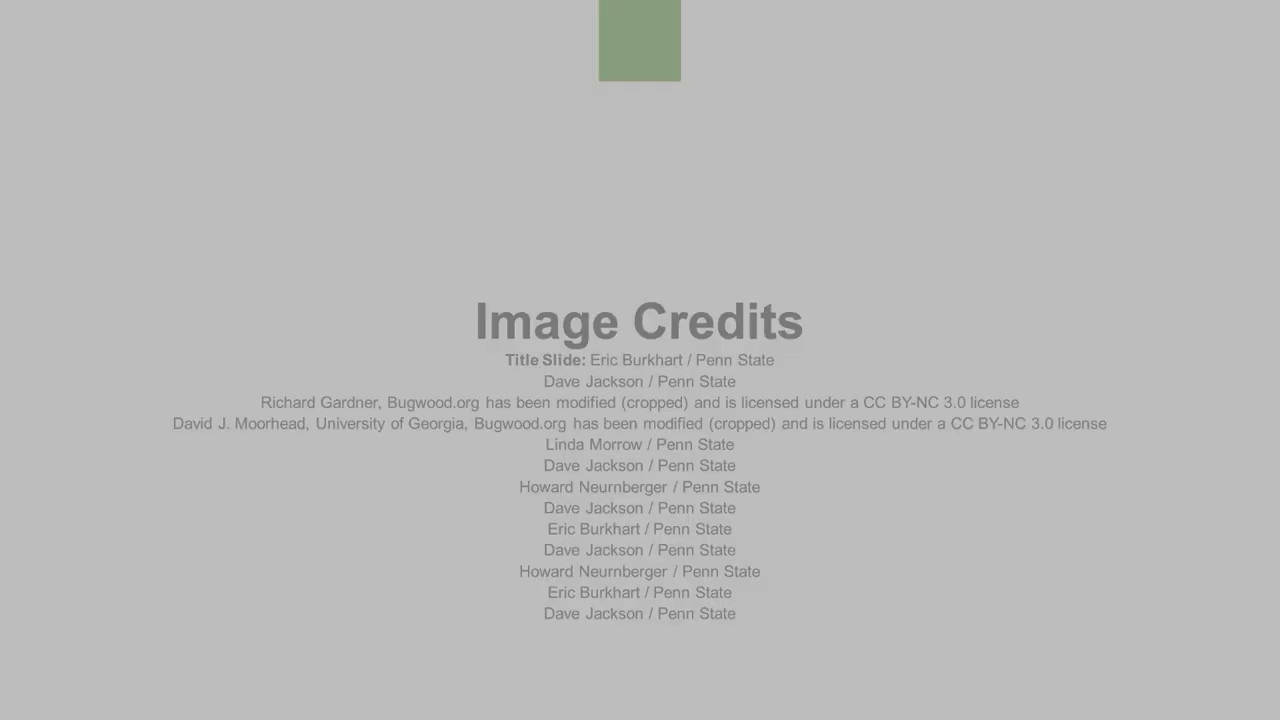 Image Credits
Title Slide: Eric Burkhart / Penn State
Dave Jackson / Penn State
Richard Gardner, Bugwood.org has been modified (cropped) and is licensed under a CC BY-NC 3.0 license
David J. Moorhead, University of Georgia, Bugwood.org has been modified (cropped) and is licensed under a CC BY-NC 3.0 license
Linda Morrow / Penn State
Dave Jackson / Penn State
Howard Neurnberger / Penn State
Dave Jackson / Penn State
Eric Burkhart / Penn State
Dave Jackson / Penn State
Howard Neurnberger / Penn State
Eric Burkhart / Penn State
Dave Jackson / Penn State